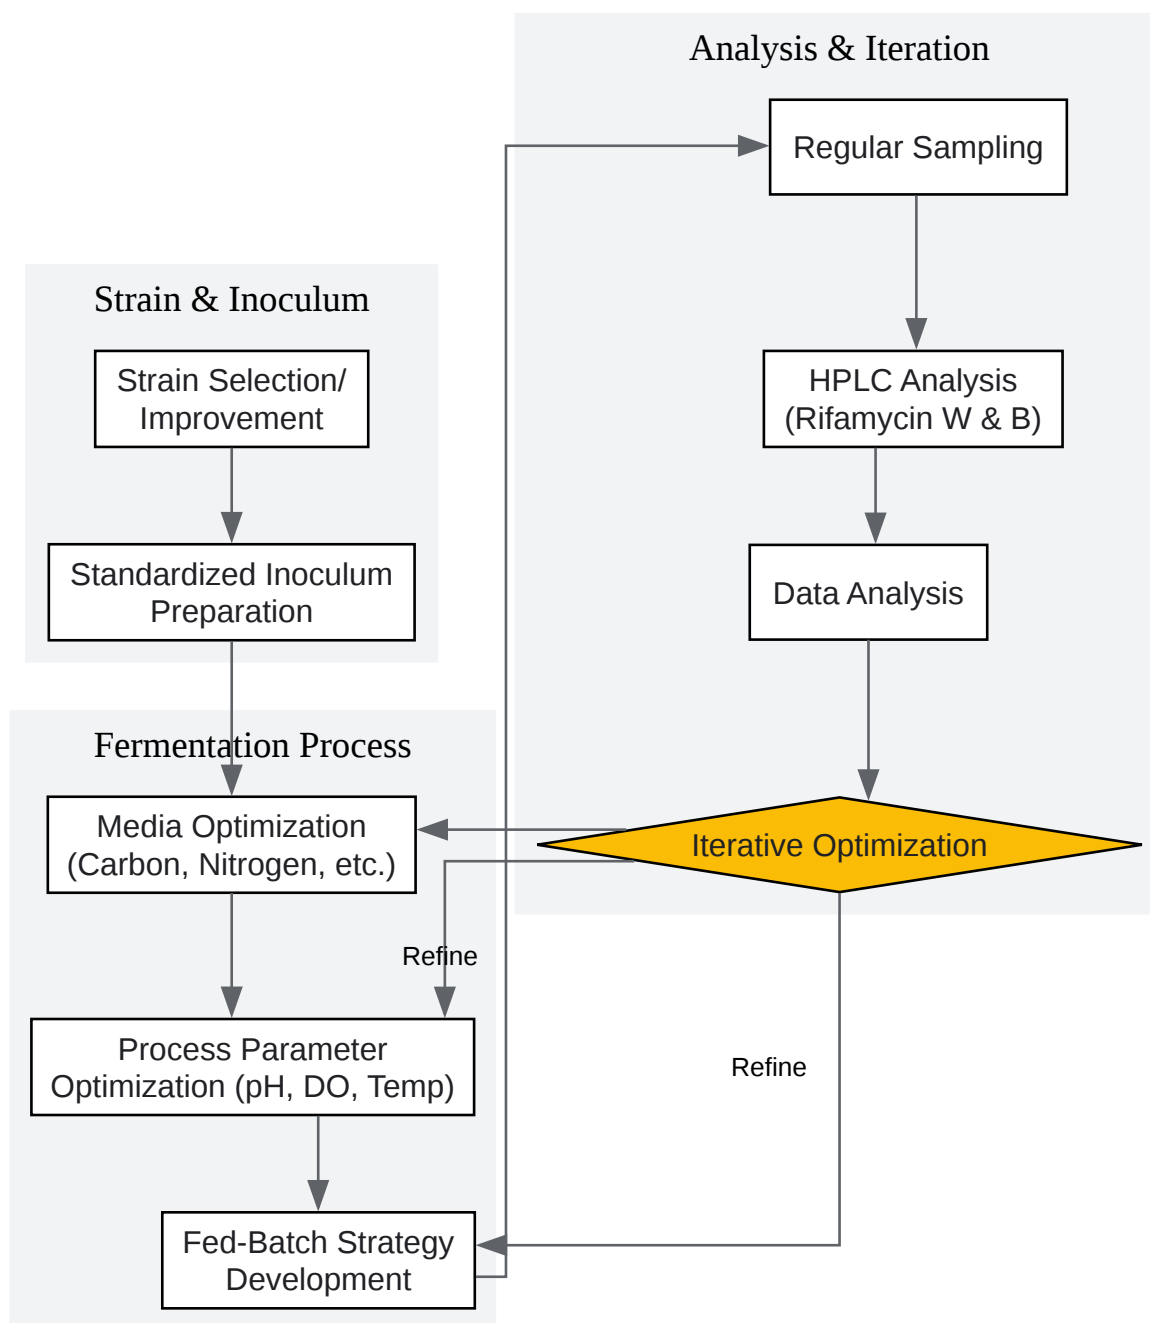 Analysis & Iteration
Regular Sampling
Strain & Inoculum
Strain Selection/
Improvement
HPLC Analysis
(Rifamycin W & B)
Standardized Inoculum
Preparation
Data Analysis
Fermentation Process
Media Optimization
(Carbon, Nitrogen, etc.)
Iterative Optimization
Refine
Process Parameter
Optimization (pH, DO, Temp)
Refine
Fed-Batch Strategy
Development